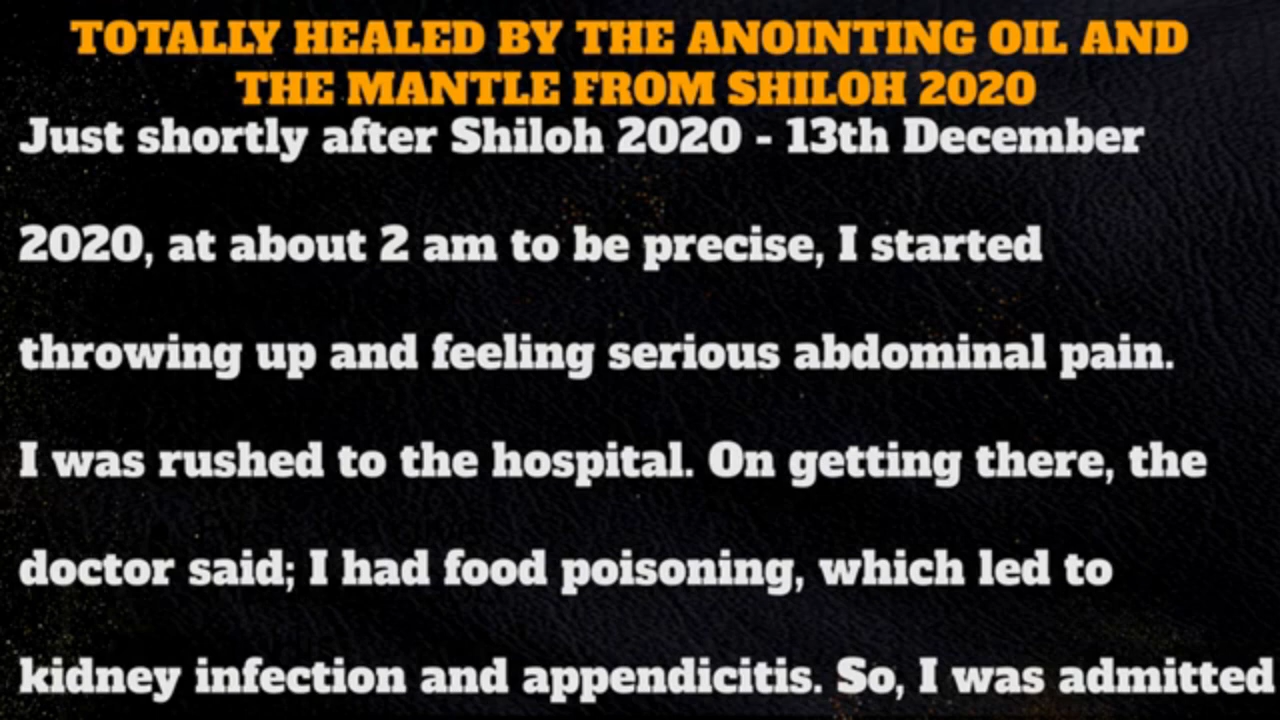 TOTALLY HEALED BY THE ANOINTING OIL AND
THE MANTLE FROM SHILOH 2020
Just shortly after Shiloh 2020 - 13th December
2020, at about 2 am to be precise, I started
throwing up and feeling serious abdominal pain.
I was rushed to the hospital. On getting there, the
doctor said; I had food poisoning, which led to
kidney infection and appendicitis. So, I was admitted